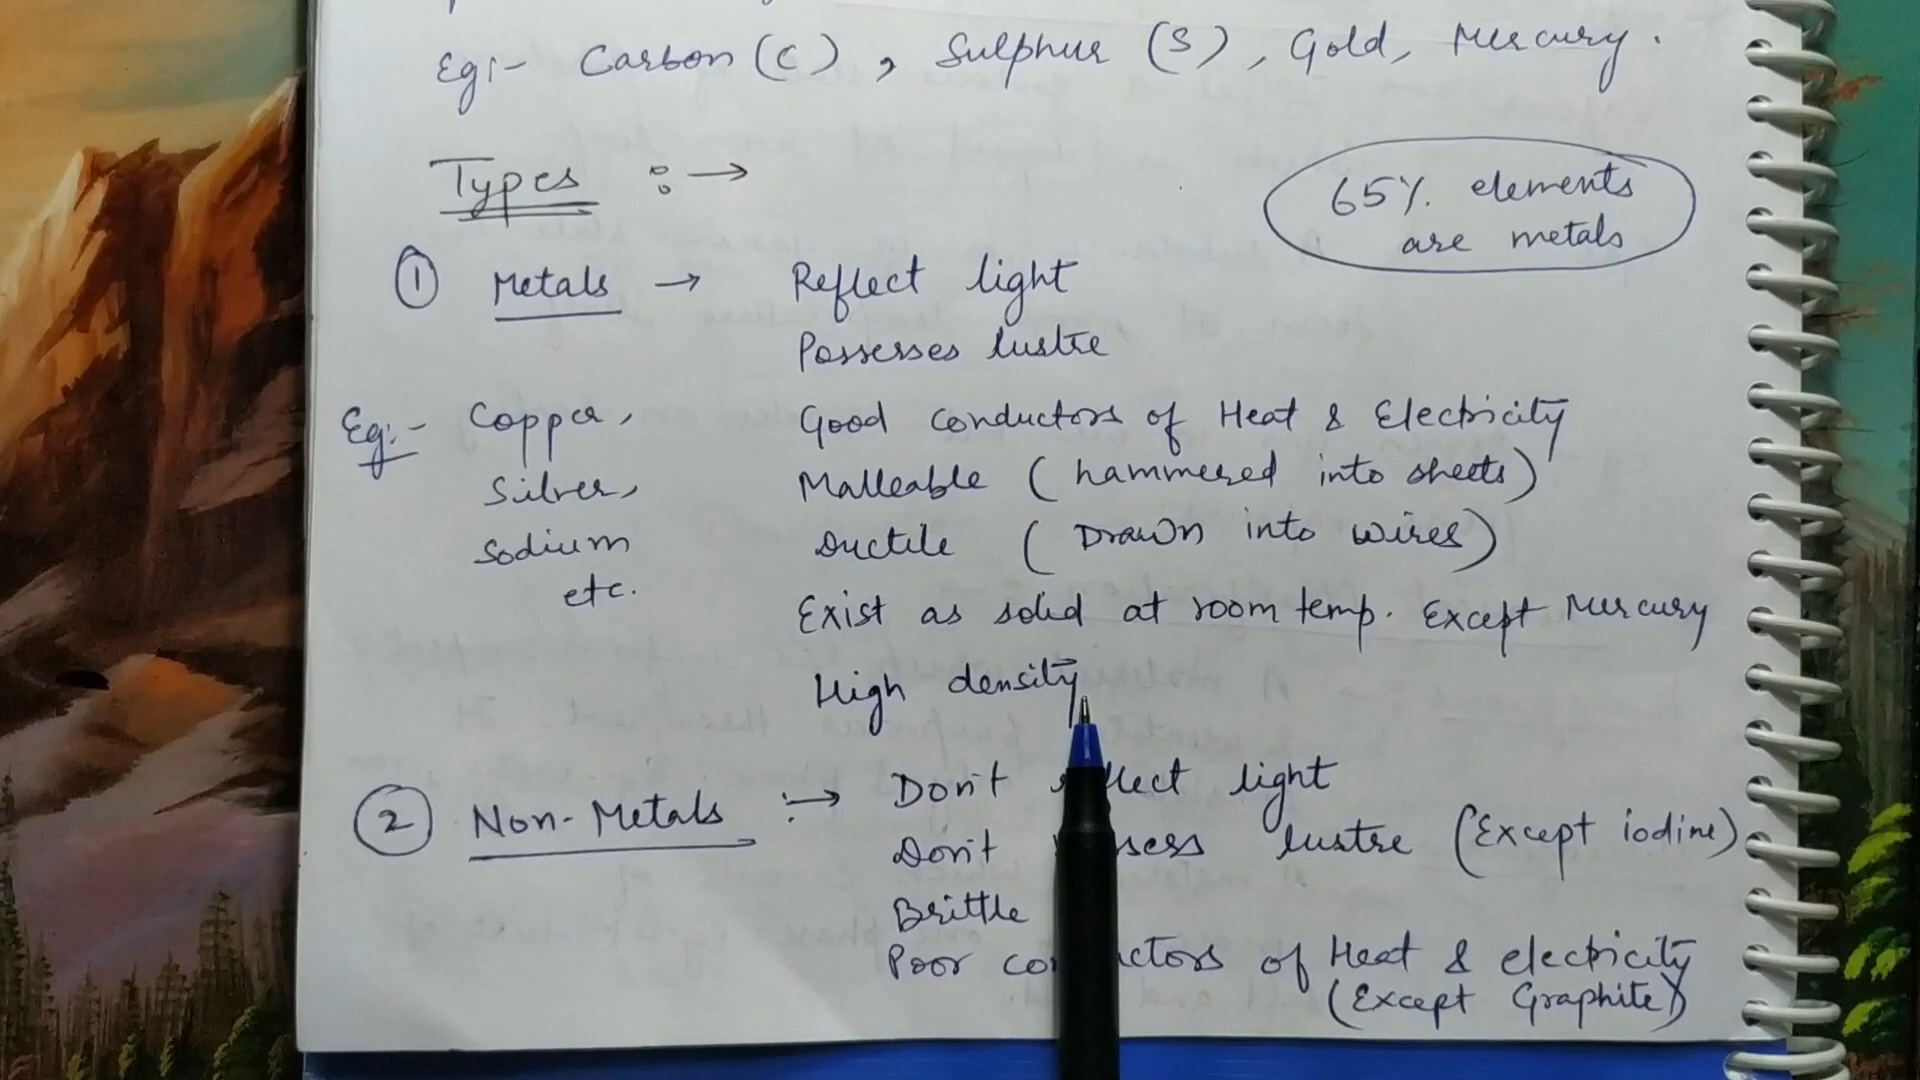 Eg:- Carbon (C), Sulphur (S), Gold, Mercury.
Types :→
65% elements
are metals
① Metals → Reflect light
Possesses lustre
Eg:- Copper, Good conductors of Heat & Electricity
Silver, Malleable (hammered into sheets)
Sodium Ductile (Drawn into wires)
etc.
Exist as solid at room temp. Except Mercury
High density
② Non-Metals :→ Don't light
Don't lustre (Except iodine)
Brittle
Poor of Heat & electricity
(Except Graphite)